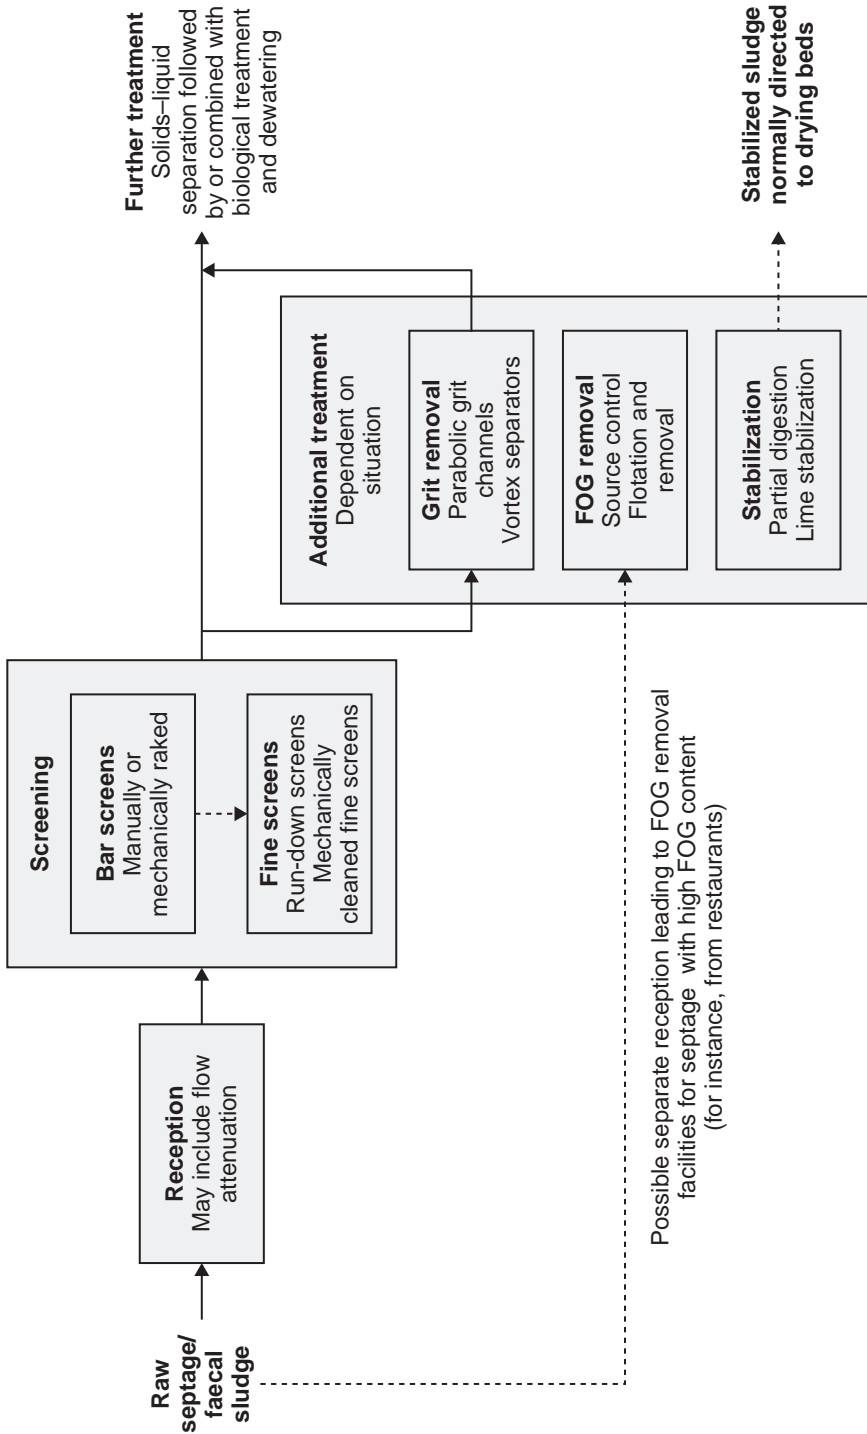 Raw
septage/
faecal
sludge
Reception
May include flow
attenuation
Screening
Bar screens
Manually or
mechanically raked
Fine screens
Run-down screens
Mechanically
cleaned fine screens
Further treatment
Solids–liquid
separation followed
by or combined with
biological treatment
and dewatering
Additional treatment
Dependent on
situation
Grit removal
Parabolic grit
channels
Vortex separators
FOG removal
Source control
Flotation and
removal
Stabilization
Partial digestion
Lime stabilization
Stabilized sludge
normally directed
to drying beds
Possible separate reception leading to FOG removal
facilities for septage with high FOG content
(for instance, from restaurants)